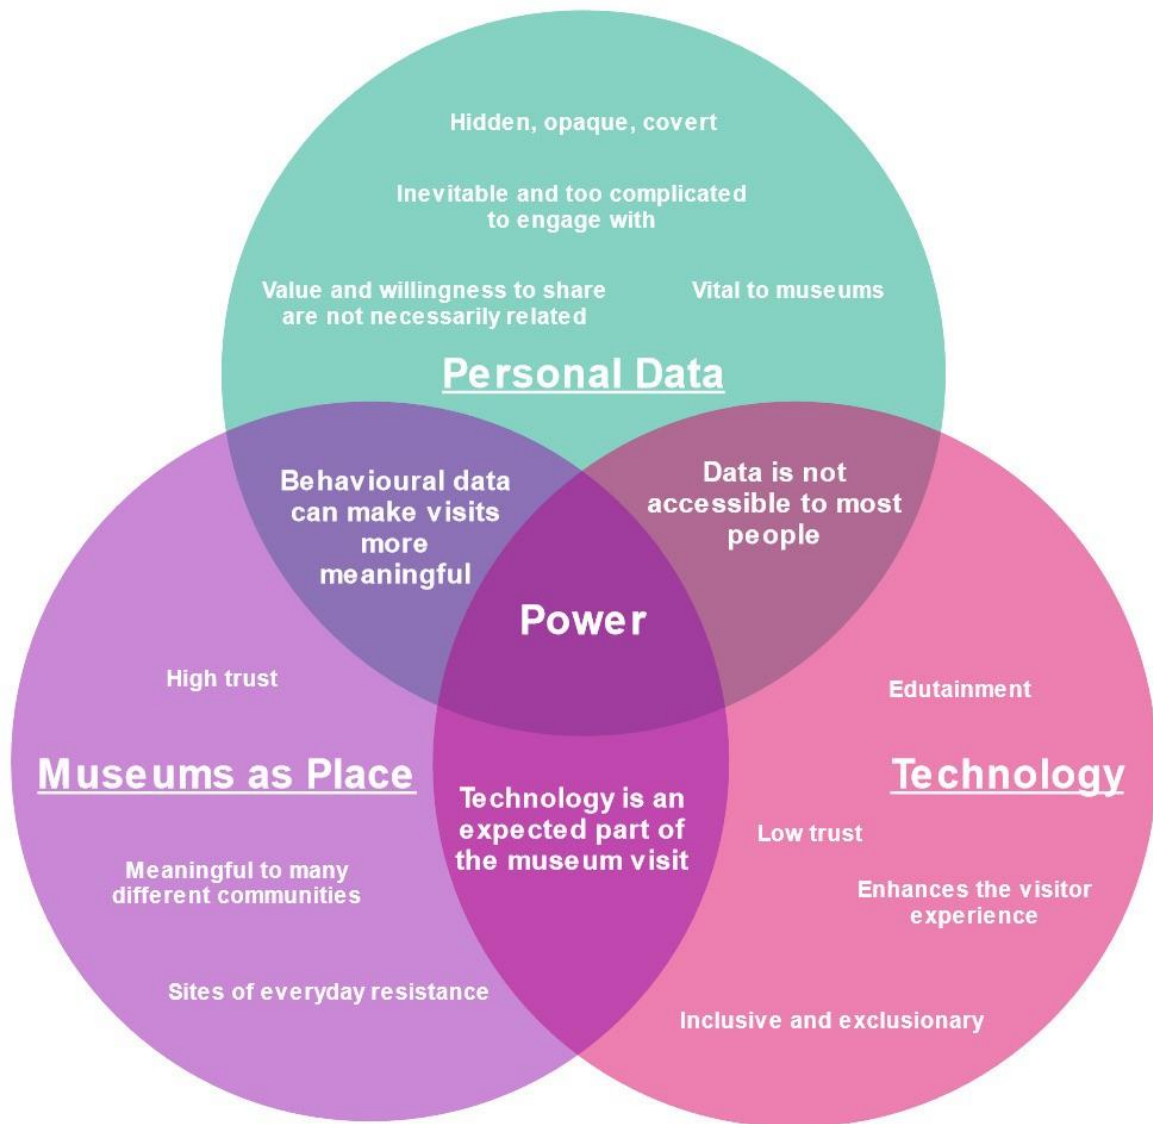 Hidden, opaque, covert
Inevitable and too complicated
to engage with
Value and willingness to share
are not necessarily related
Vital to museums
Personal Data
Behavioural data
can make visits
more
meaningful
Data is not
accessible to most
people
Power
High trust
Museums as Place
Meaningful to many
different communities
Sites of everyday resistance
Technology is an
expected part of
the museum visit
Edutainment
Technology
Low trust
Enhances the visitor
experience
Inclusive and exclusionary